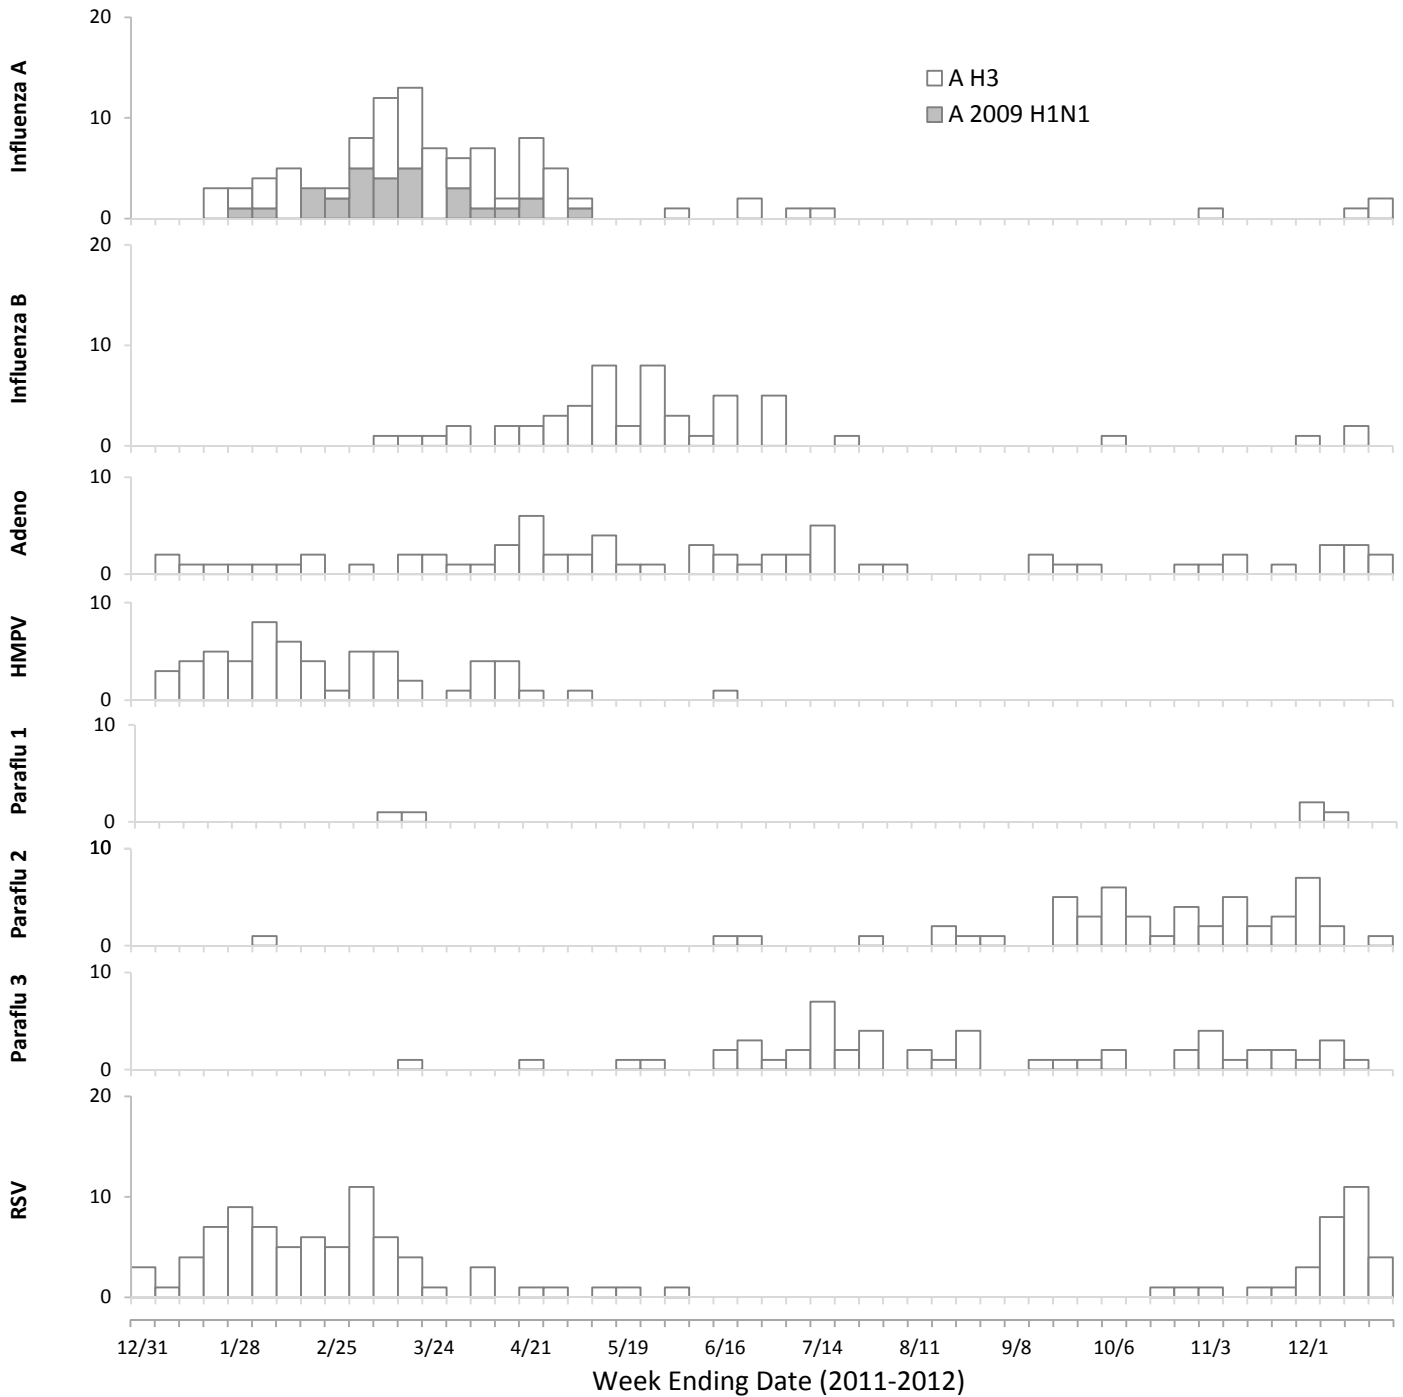 Influenza A
20
10
0
A H3
A 2009 H1N1
Influenza B
20
10
0
Adeno
10
0
HMPV
10
0
Paraflu 1
10
0
Paraflu 2
10
0
Paraflu 3
10
0
RSV
20
10
0
12/31 1/28 2/25 3/24 4/21 5/19 6/16 7/14 8/11 9/8 10/6 11/3 12/1
Week Ending Date (2011-2012)